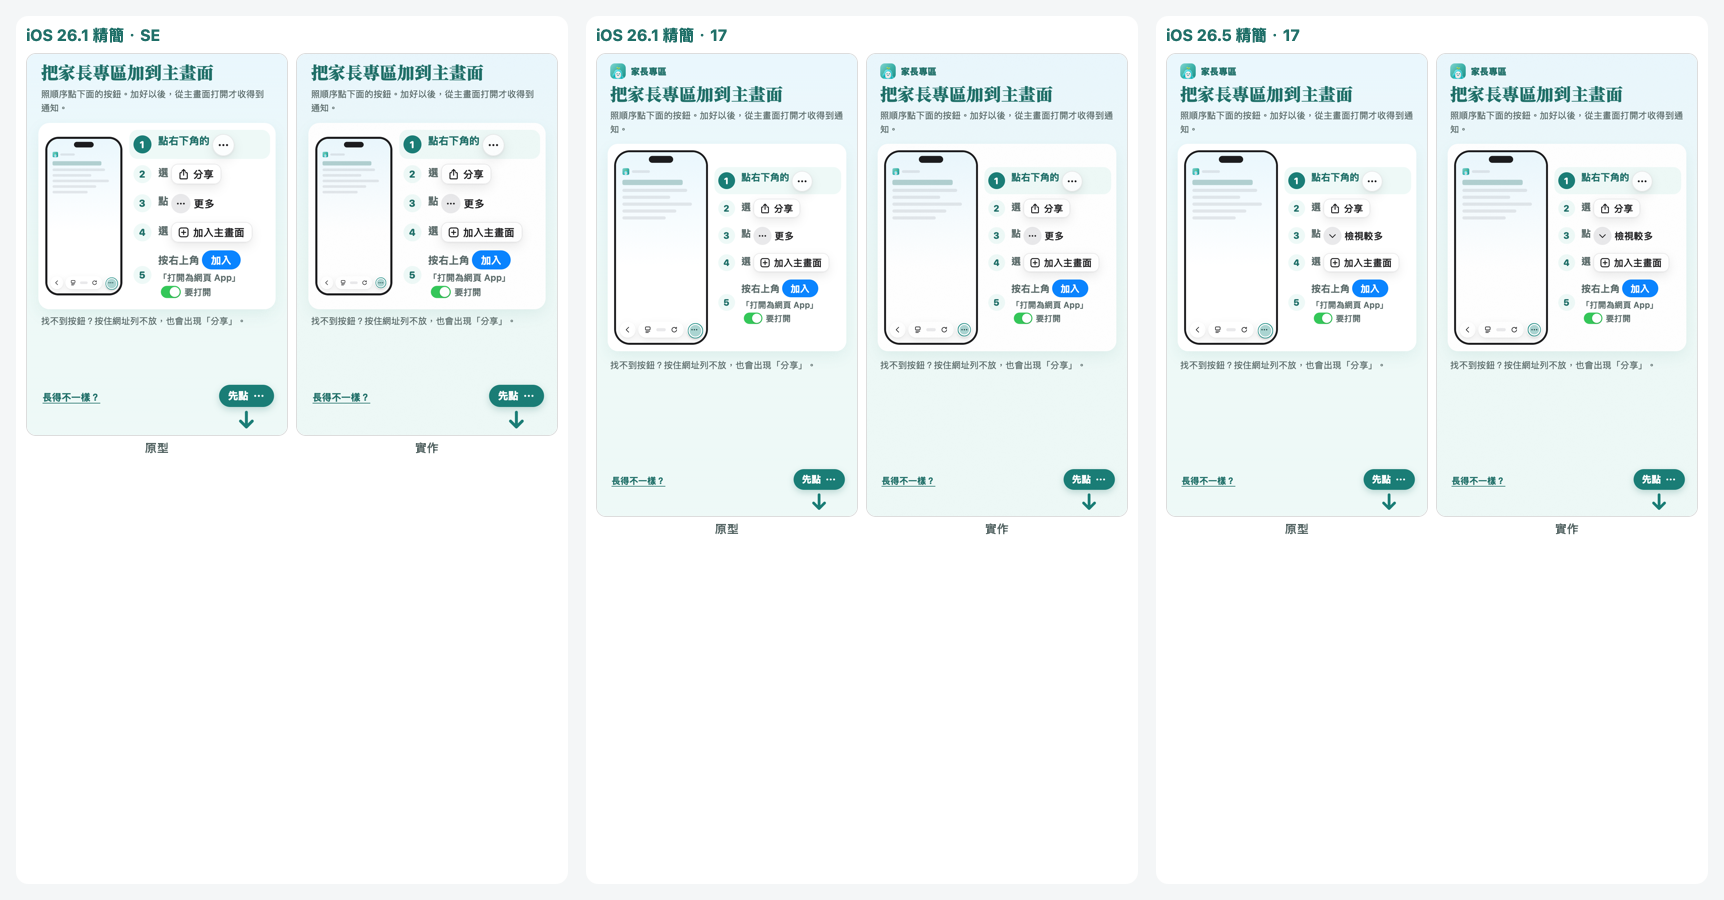 iOS 26.1 精簡 · SE
把家長專區加到主畫面
照順序點下面的按鈕。加好以後，從主畫面打開才收得到
通知。
1 點右下角的 ···
2 選 分享
3 點 ··· 更多
4 選 加入主畫面
5 按右上角 加入
「打開為網頁 App」
要打開
找不到按鈕？按住網址列不放，也會出現「分享」。
長得不一樣？
先點 ···
原型
把家長專區加到主畫面
照順序點下面的按鈕。加好以後，從主畫面打開才收得到
通知。
1 點右下角的 ···
2 選 分享
3 點 ··· 更多
4 選 加入主畫面
5 按右上角 加入
「打開為網頁 App」
要打開
找不到按鈕？按住網址列不放，也會出現「分享」。
長得不一樣？
先點 ···
實作
iOS 26.1 精簡 · 17
家長專區
把家長專區加到主畫面
照順序點下面的按鈕。加好以後，從主畫面打開才收得到通
知。
1 點右下角的 ···
2 選 分享
3 點 ··· 更多
4 選 加入主畫面
5 按右上角 加入
「打開為網頁 App」
要打開
找不到按鈕？按住網址列不放，也會出現「分享」。
長得不一樣？
先點 ···
原型
家長專區
把家長專區加到主畫面
照順序點下面的按鈕。加好以後，從主畫面打開才收得到通
知。
1 點右下角的 ···
2 選 分享
3 點 ··· 更多
4 選 加入主畫面
5 按右上角 加入
「打開為網頁 App」
要打開
找不到按鈕？按住網址列不放，也會出現「分享」。
長得不一樣？
先點 ···
實作
iOS 26.5 精簡 · 17
家長專區
把家長專區加到主畫面
照順序點下面的按鈕。加好以後，從主畫面打開才收得到通
知。
1 點右下角的 ···
2 選 分享
3 點 檢視較多
4 選 加入主畫面
5 按右上角 加入
「打開為網頁 App」
要打開
找不到按鈕？按住網址列不放，也會出現「分享」。
長得不一樣？
先點 ···
原型
家長專區
把家長專區加到主畫面
照順序點下面的按鈕。加好以後，從主畫面打開才收得到通
知。
1 點右下角的 ···
2 選 分享
3 點 檢視較多
4 選 加入主畫面
5 按右上角 加入
「打開為網頁 App」
要打開
找不到按鈕？按住網址列不放，也會出現「分享」。
長得不一樣？
先點 ···
實作